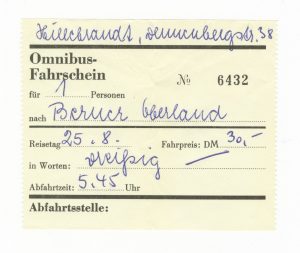 Hillebrandt, Dennenbergstr. 38
Omnibus-
Fahrschein
für 1 Personen № 6432
nach Berner Oberland
Reisetag 25.8.- Fahrpreis: DM 30,-
in Worten: dreißig —
Abfahrtzeit: 5.45 Uhr
Abfahrtsstelle: